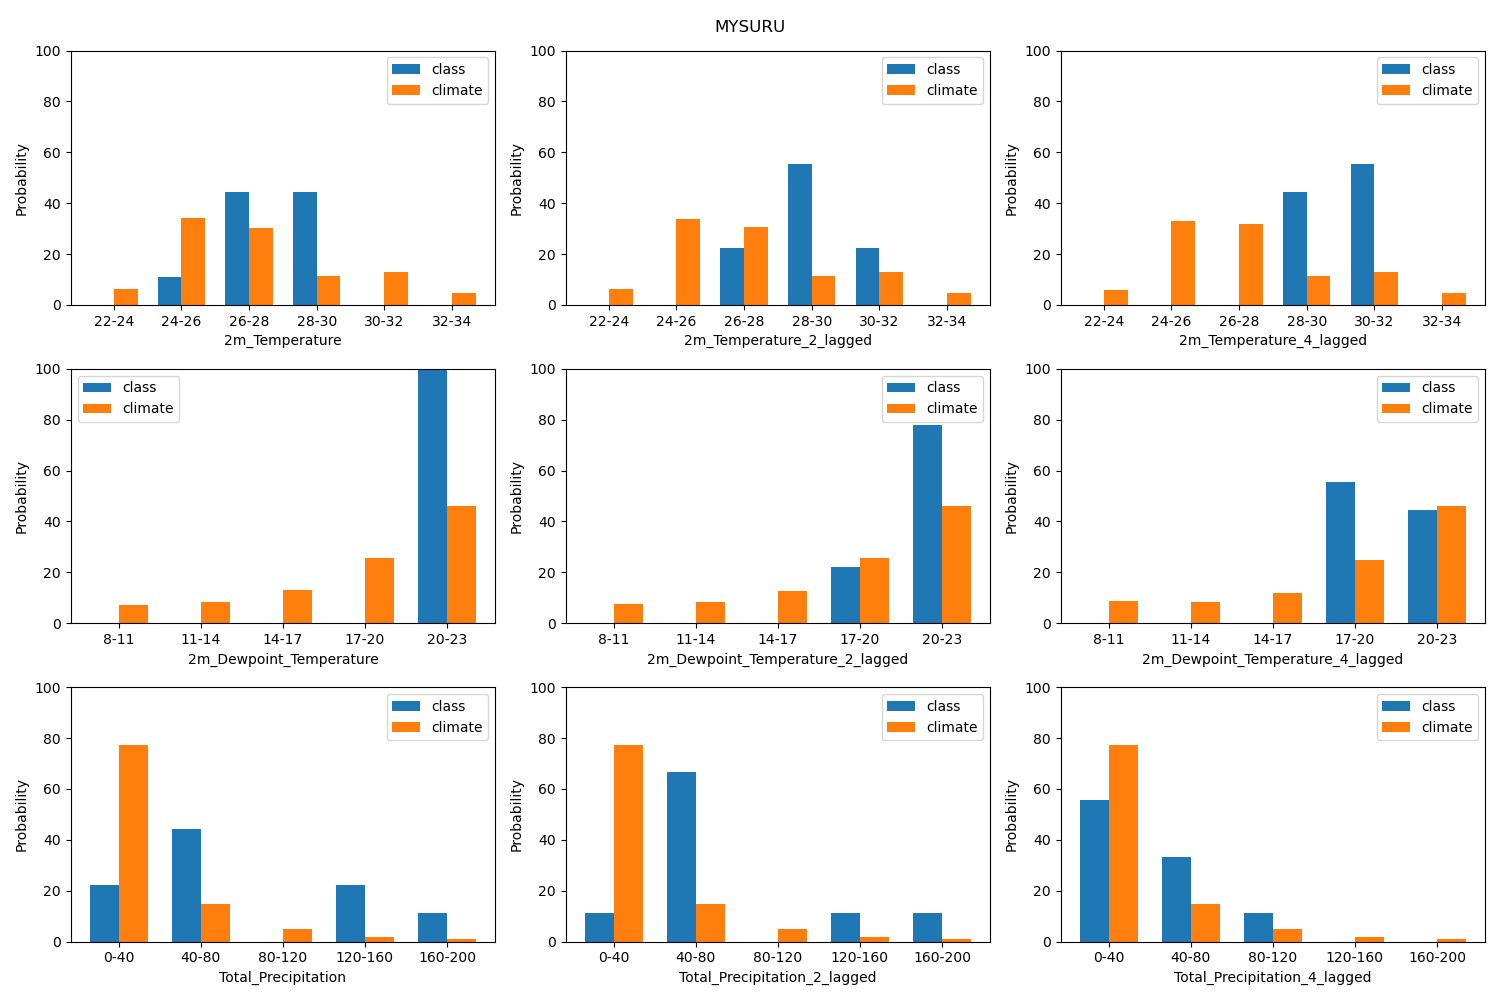 MYSURU
100
80
60
40
20
0
Probability
class
climate
22-24 24-26 26-28 28-30 30-32 32-34
2m_Temperature
100
80
60
40
20
0
Probability
class
climate
22-24 24-26 26-28 28-30 30-32 32-34
2m_Temperature_2_lagged
100
80
60
40
20
0
Probability
class
climate
22-24 24-26 26-28 28-30 30-32 32-34
2m_Temperature_4_lagged
100
80
60
40
20
0
Probability
class
climate
8-11 11-14 14-17 17-20 20-23
2m_Dewpoint_Temperature
100
80
60
40
20
0
Probability
class
climate
8-11 11-14 14-17 17-20 20-23
2m_Dewpoint_Temperature_2_lagged
100
80
60
40
20
0
Probability
class
climate
8-11 11-14 14-17 17-20 20-23
2m_Dewpoint_Temperature_4_lagged
100
80
60
40
20
0
Probability
class
climate
0-40 40-80 80-120 120-160 160-200
Total_Precipitation
100
80
60
40
20
0
Probability
class
climate
0-40 40-80 80-120 120-160 160-200
Total_Precipitation_2_lagged
100
80
60
40
20
0
Probability
class
climate
0-40 40-80 80-120 120-160 160-200
Total_Precipitation_4_lagged